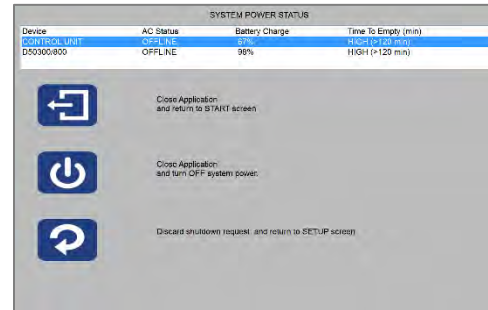 SYSTEM POWER STATUS
Device AC Status Battery Charge Time To Empty (min)
CONTROL UNIT OFFLINE 67% HIGH (>120 min)
D50300/800 OFFLINE 98% HIGH (>120 min)
Close Application
and return to START screen
Close Application
and turn OFF system power.
Discard shutdown request and return to SETUP screen